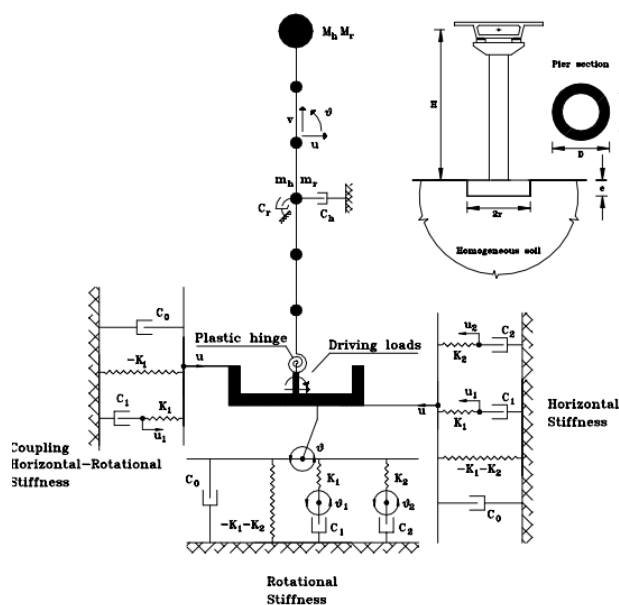 M_h M_r
Pier section
v
ϑ
u
H
D
e
m_h m_r
C_r
C_h
2r
Homogeneous soil
C_0
Plastic hinge
Driving loads
u_2
C_2
-K_1
u
K_2
C_1
K_1
u_1
u_1
C_1
u
K_1
Horizontal
Stiffness
Coupling
Horizontal-Rotational
Stiffness
ϑ
-K_1-K_2
C_0
K_1
K_2
C_0
ϑ_1
ϑ_2
-K_1-K_2
C_1
C_2
Rotational
Stiffness